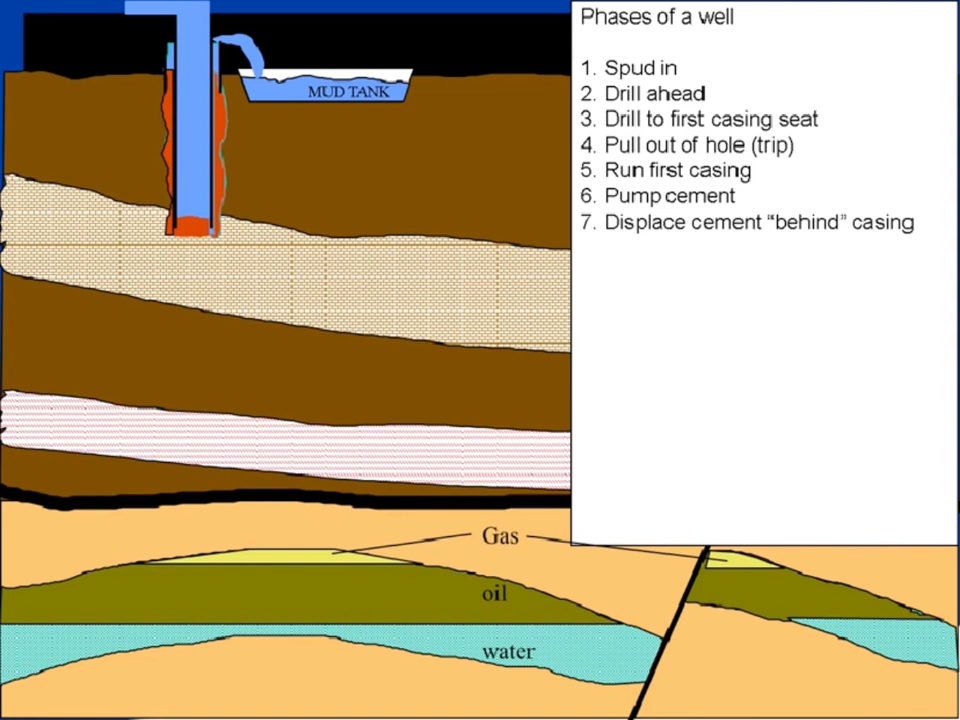 Phases of a well
1. Spud in
2. Drill ahead
3. Drill to first casing seat
4. Pull out of hole (trip)
5. Run first casing
6. Pump cement
7. Displace cement “behind” casing
MUD TANK
Gas
oil
water